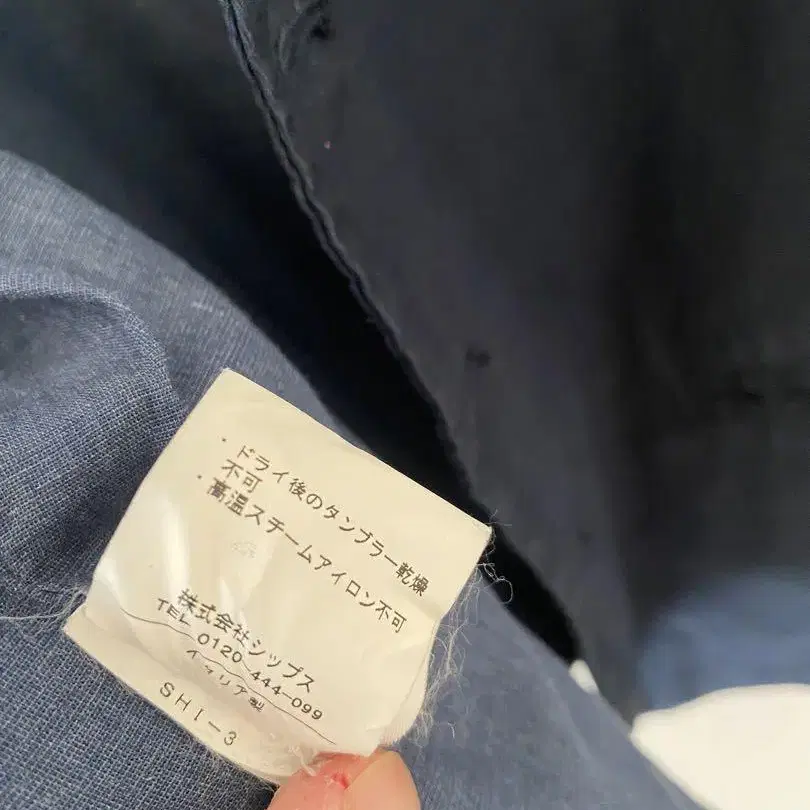 ・ドライ後のタンブラー乾燥
不可
・高温スチームアイロン不可
株式会社シップス
TEL 0120-444-099
イタリア製
SHI-3